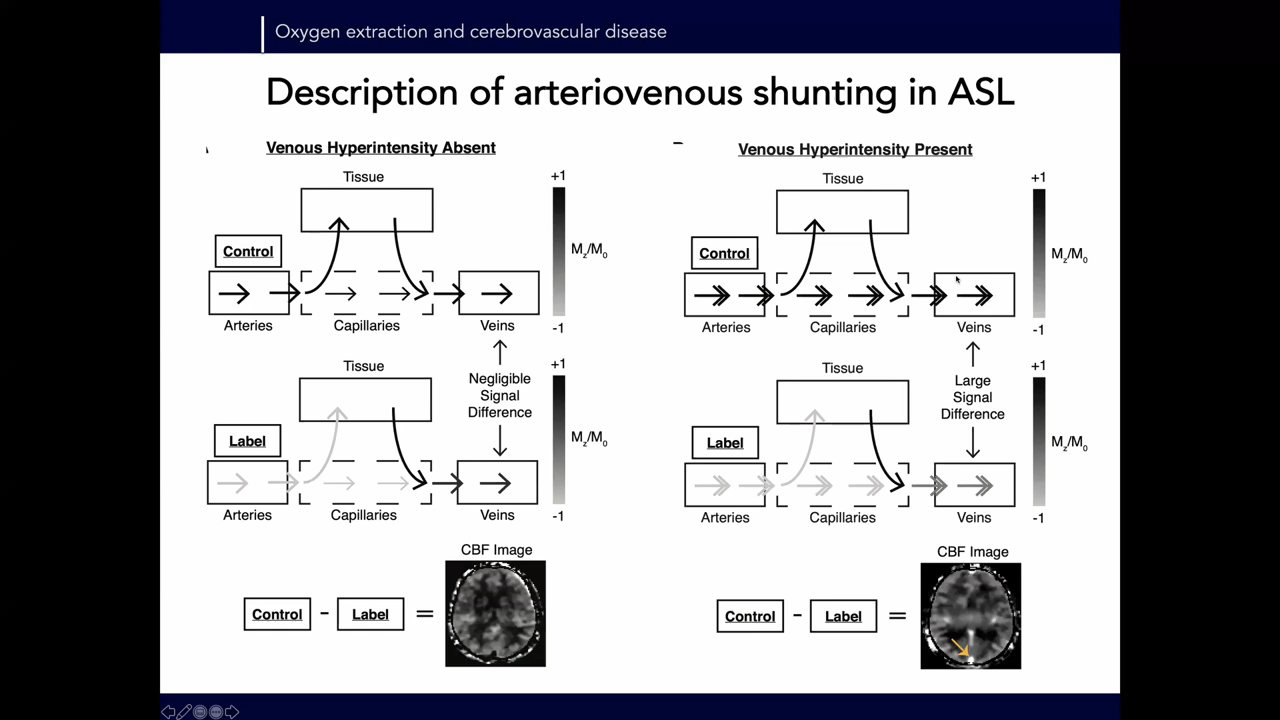 Oxygen extraction and cerebrovascular disease
Description of arteriovenous shunting in ASL
Venous Hyperintensity Absent
Tissue
+1
Control
Mz/M0
Arteries
Capillaries
Veins
-1
Tissue
+1
Negligible
Signal
Difference
Label
Mz/M0
Arteries
Capillaries
Veins
-1
CBF Image
Control - Label =
Venous Hyperintensity Present
Tissue
+1
Control
Mz/M0
Arteries
Capillaries
Veins
-1
Tissue
+1
Large
Signal
Difference
Label
Mz/M0
Arteries
Capillaries
Veins
-1
CBF Image
Control - Label =